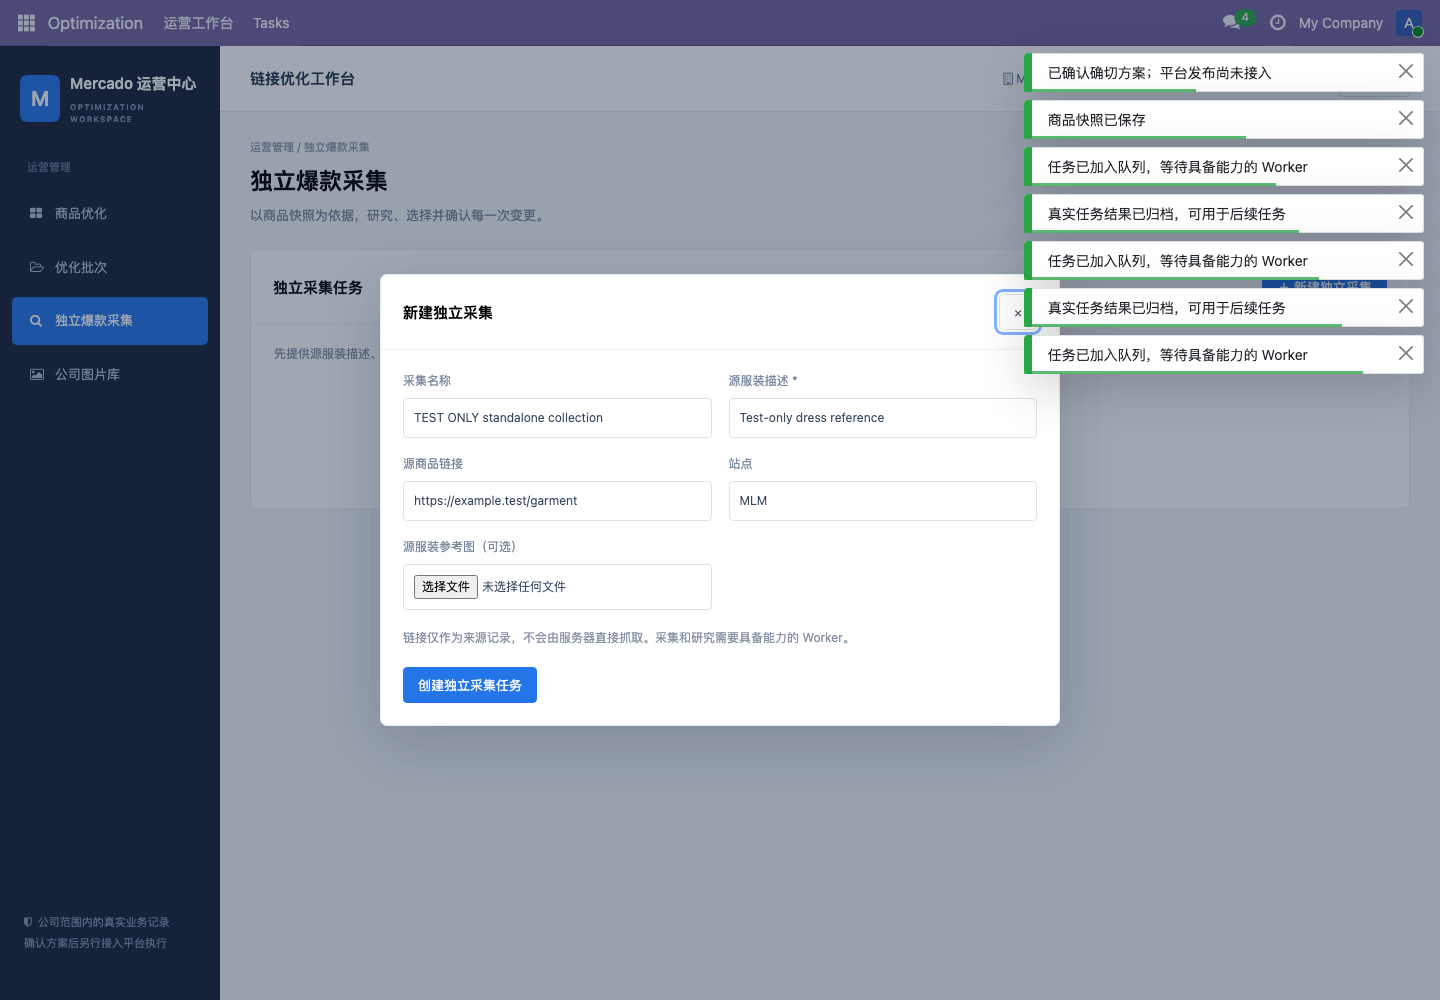 Optimization 运营工作台 Tasks
4
My Company
A
M
Mercado 运营中心
OPTIMIZATION
WORKSPACE
运营管理
商品优化
优化批次
独立爆款采集
公司图片库
公司范围内的真实业务记录
确认方案后另行接入平台执行
链接优化工作台
M
运营管理 / 独立爆款采集
独立爆款采集
以商品快照为依据，研究、选择并确认每一次变更。
独立采集任务
+ 新建独立采集
先提供源服装描述、
已确认确切方案；平台发布尚未接入
商品快照已保存
任务已加入队列，等待具备能力的 Worker
真实任务结果已归档，可用于后续任务
任务已加入队列，等待具备能力的 Worker
真实任务结果已归档，可用于后续任务
任务已加入队列，等待具备能力的 Worker
新建独立采集
×
采集名称
TEST ONLY standalone collection
源服装描述 *
Test-only dress reference
源商品链接
https://example.test/garment
站点
MLM
源服装参考图（可选）
选择文件 未选择任何文件
链接仅作为来源记录，不会由服务器直接抓取。采集和研究需要具备能力的 Worker。
创建独立采集任务